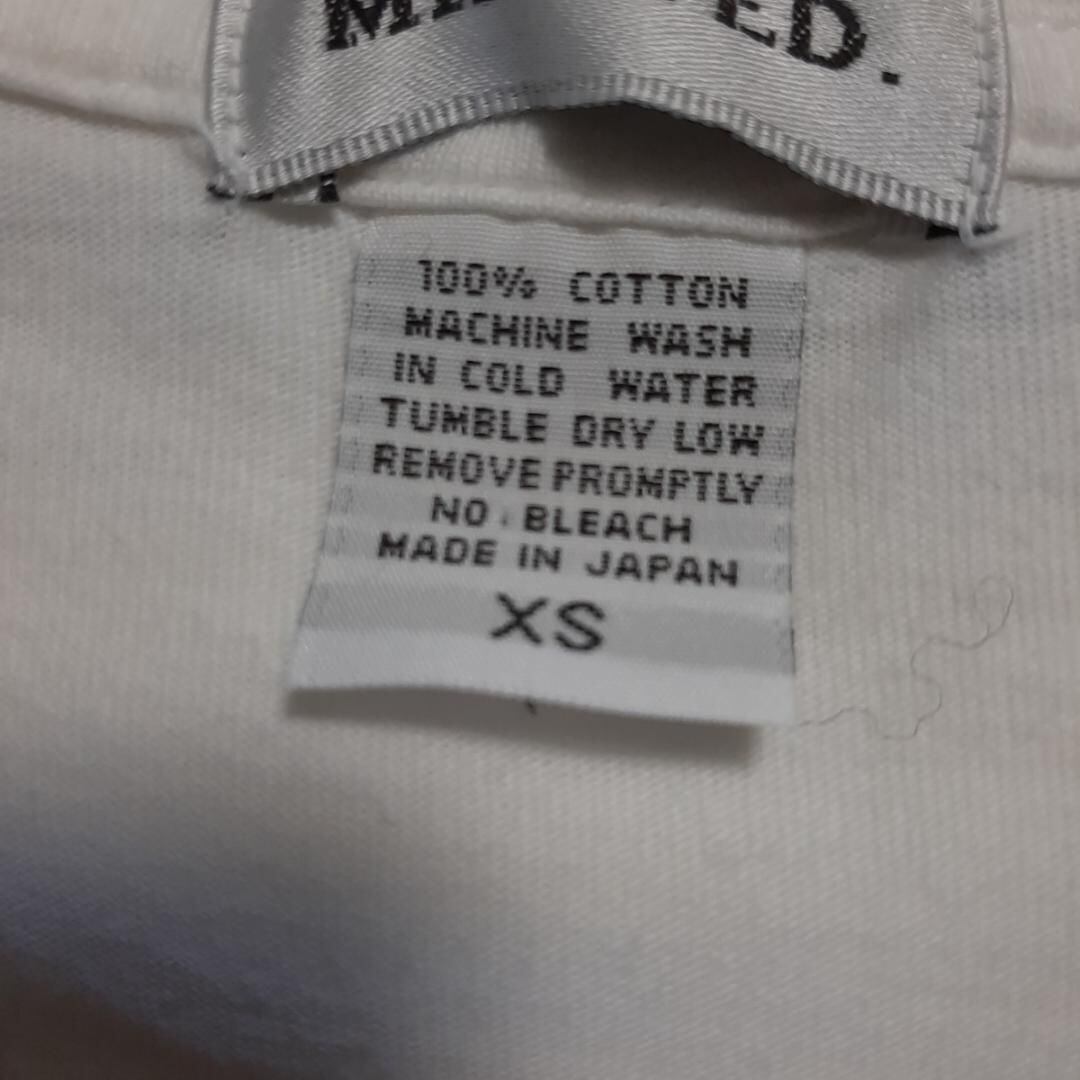 100% COTTON
MACHINE WASH
IN COLD WATER
TUMBLE DRY LOW
REMOVE PROMPTLY
NO BLEACH
MADE IN JAPAN
XS